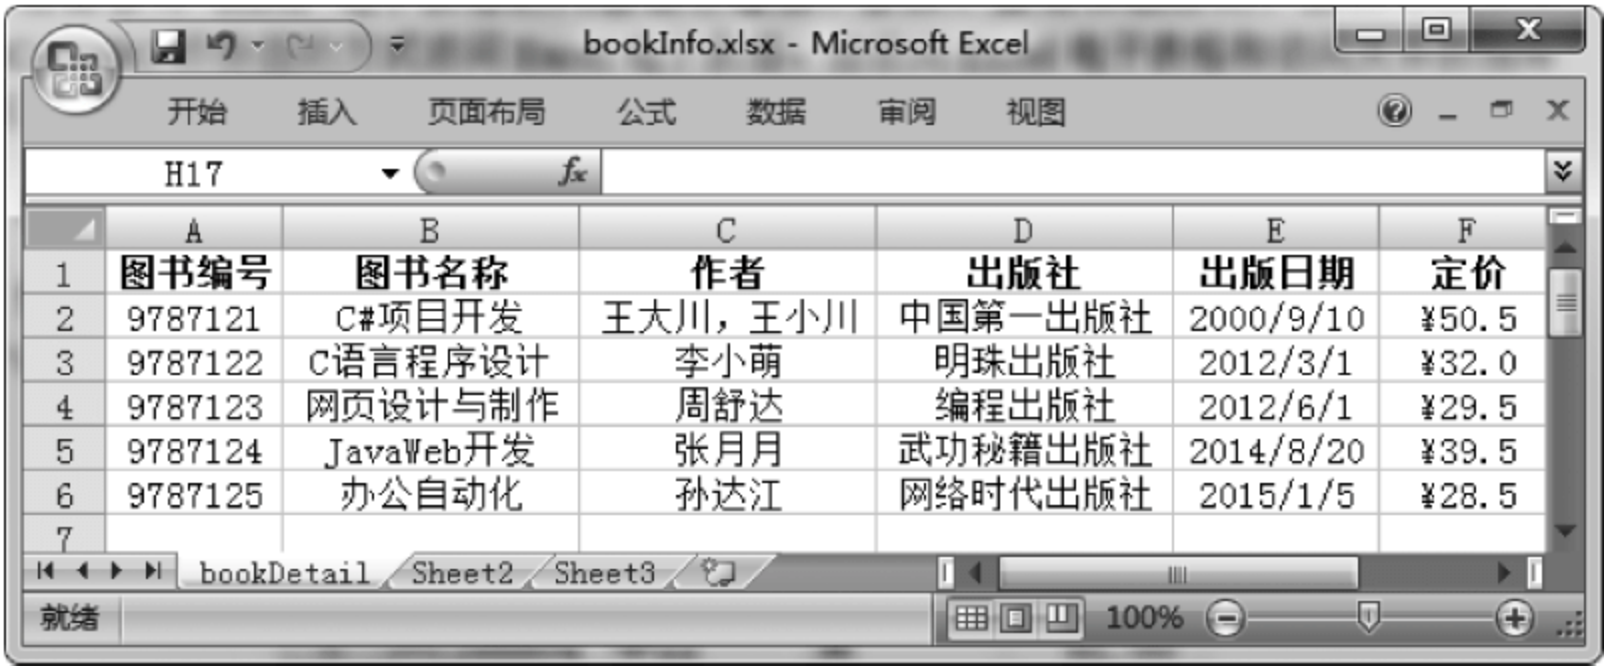 bookInfo.xlsx - Microsoft Excel
开始 插入 页面布局 公式 数据 审阅 视图
H17 fx
A B C D E F
1 图书编号 图书名称 作者 出版社 出版日期 定价
2 9787121 C#项目开发 王大川，王小川 中国第一出版社 2000/9/10 ¥50.5
3 9787122 C语言程序设计 李小萌 明珠出版社 2012/3/1 ¥32.0
4 9787123 网页设计与制作 周舒达 编程出版社 2012/6/1 ¥29.5
5 9787124 JavaWeb开发 张月月 武功秘籍出版社 2014/8/20 ¥39.5
6 9787125 办公自动化 孙达江 网络时代出版社 2015/1/5 ¥28.5
7
bookDetail Sheet2 Sheet3
就绪 100%